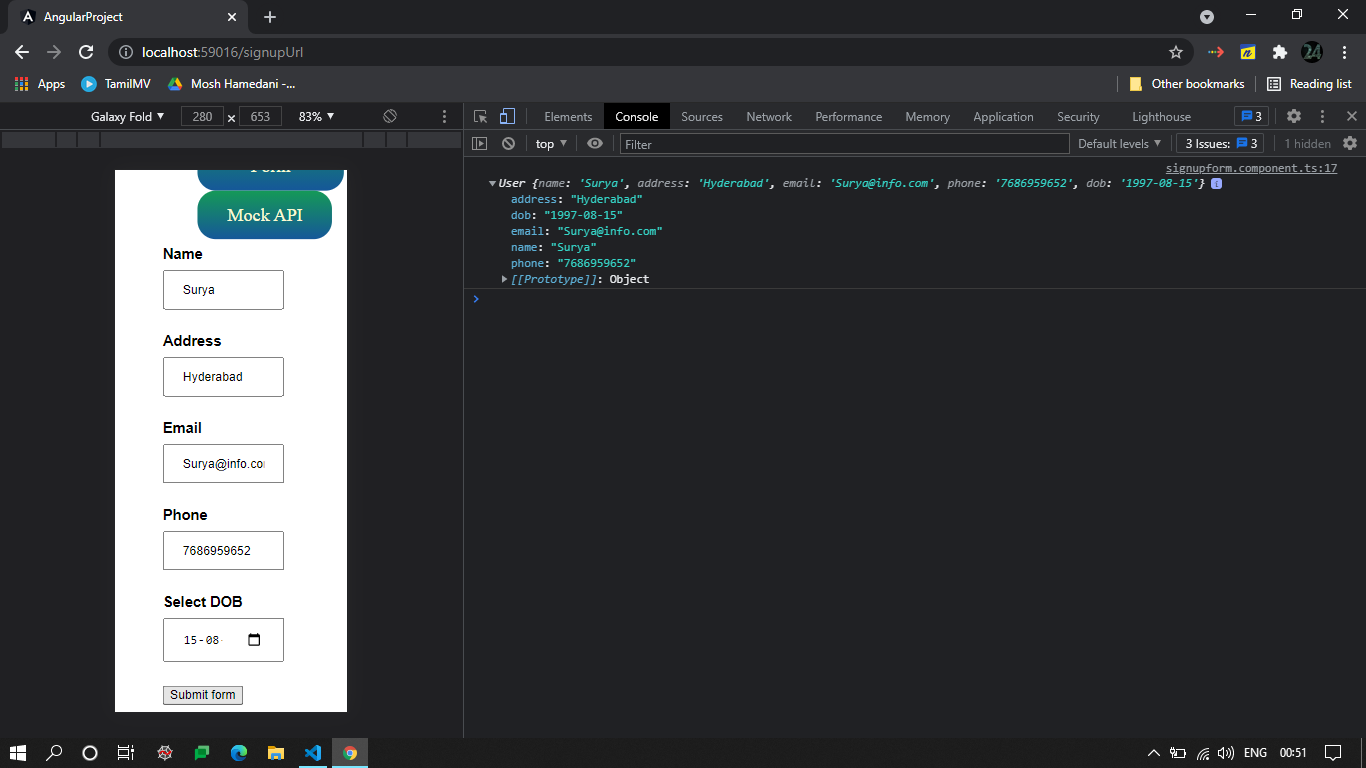 AngularProject
localhost:59016/signupUrl
Apps TamilMV Mosh Hamedani -... Other bookmarks Reading list
Galaxy Fold 280 × 653 83%
Elements Console Sources Network Performance Memory Application Security Lighthouse 3
top Filter Default levels 3 Issues: 3 1 hidden
signupform.component.ts:17
User {name: 'Surya', address: 'Hyderabad', email: 'Surya@info.com', phone: '7686959652', dob: '1997-08-15'} i
address: "Hyderabad"
dob: "1997-08-15"
email: "Surya@info.com"
name: "Surya"
phone: "7686959652"
[[Prototype]]: Object
Form
Mock API
Name
Surya
Address
Hyderabad
Email
Surya@info.co
Phone
7686959652
Select DOB
15-08
Submit form
ENG 00:51